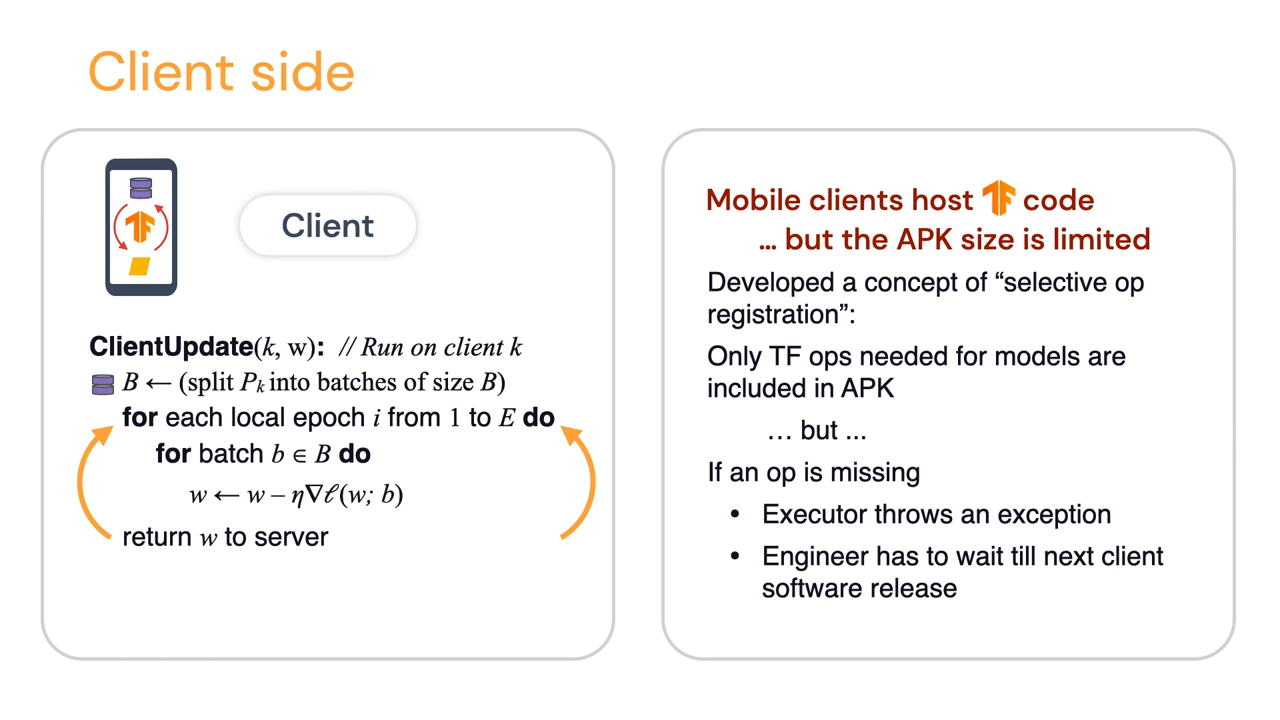 Client side
Client
ClientUpdate(k, w): // Run on client k
B ← (split Pₖ into batches of size B)
for each local epoch i from 1 to E do
for batch b ∈ B do
w ← w – η∇ℓ(w; b)
return w to server
Mobile clients host code
... but the APK size is limited
Developed a concept of “selective op
registration”:
Only TF ops needed for models are
included in APK
… but ...
If an op is missing
• Executor throws an exception
• Engineer has to wait till next client
software release